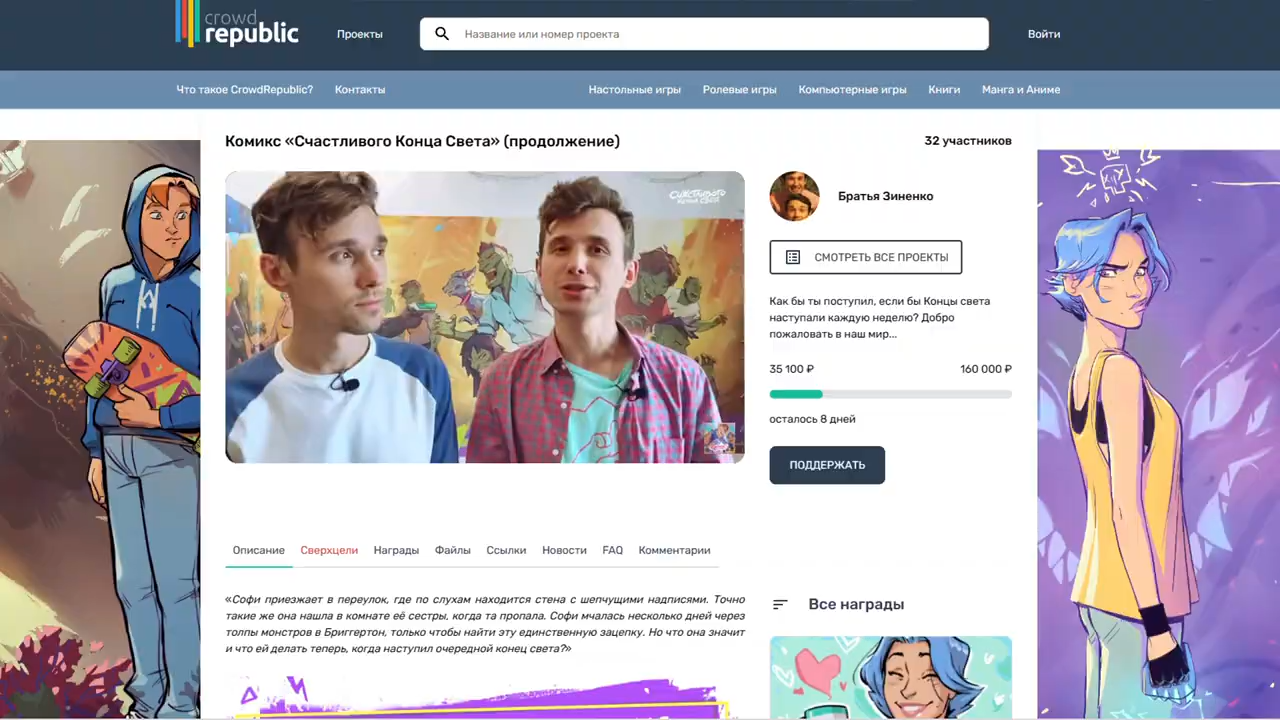 crowd
republic
Проекты
Название или номер проекта
Войти
Что такое CrowdRepublic?
Контакты
Настольные игры
Ролевые игры
Компьютерные игры
Книги
Манга и Аниме
Комикс «Счастливого Конца Света» (продолжение)
32 участников
СЧАСТЛИВОГО
КОНЦА СВЕТА
Братья Зиненко
СМОТРЕТЬ ВСЕ ПРОЕКТЫ
Как бы ты поступил, если бы Концы света
наступали каждую неделю? Добро
пожаловать в наш мир...
35 100 ₽
160 000 ₽
осталось 8 дней
ПОДДЕРЖАТЬ
Описание
Сверхцели
Награды
Файлы
Ссылки
Новости
FAQ
Комментарии
«Софи приезжает в переулок, где по слухам находится стена с шепчущими надписями. Точно
такие же она нашла в комнате её сестры, когда та пропала. Софи мчалась несколько дней через
толпы монстров в Бриггертон, только чтобы найти эту единственную зацепку. Но что она значит
и что ей делать теперь, когда наступил очередной конец света?»
Все награды